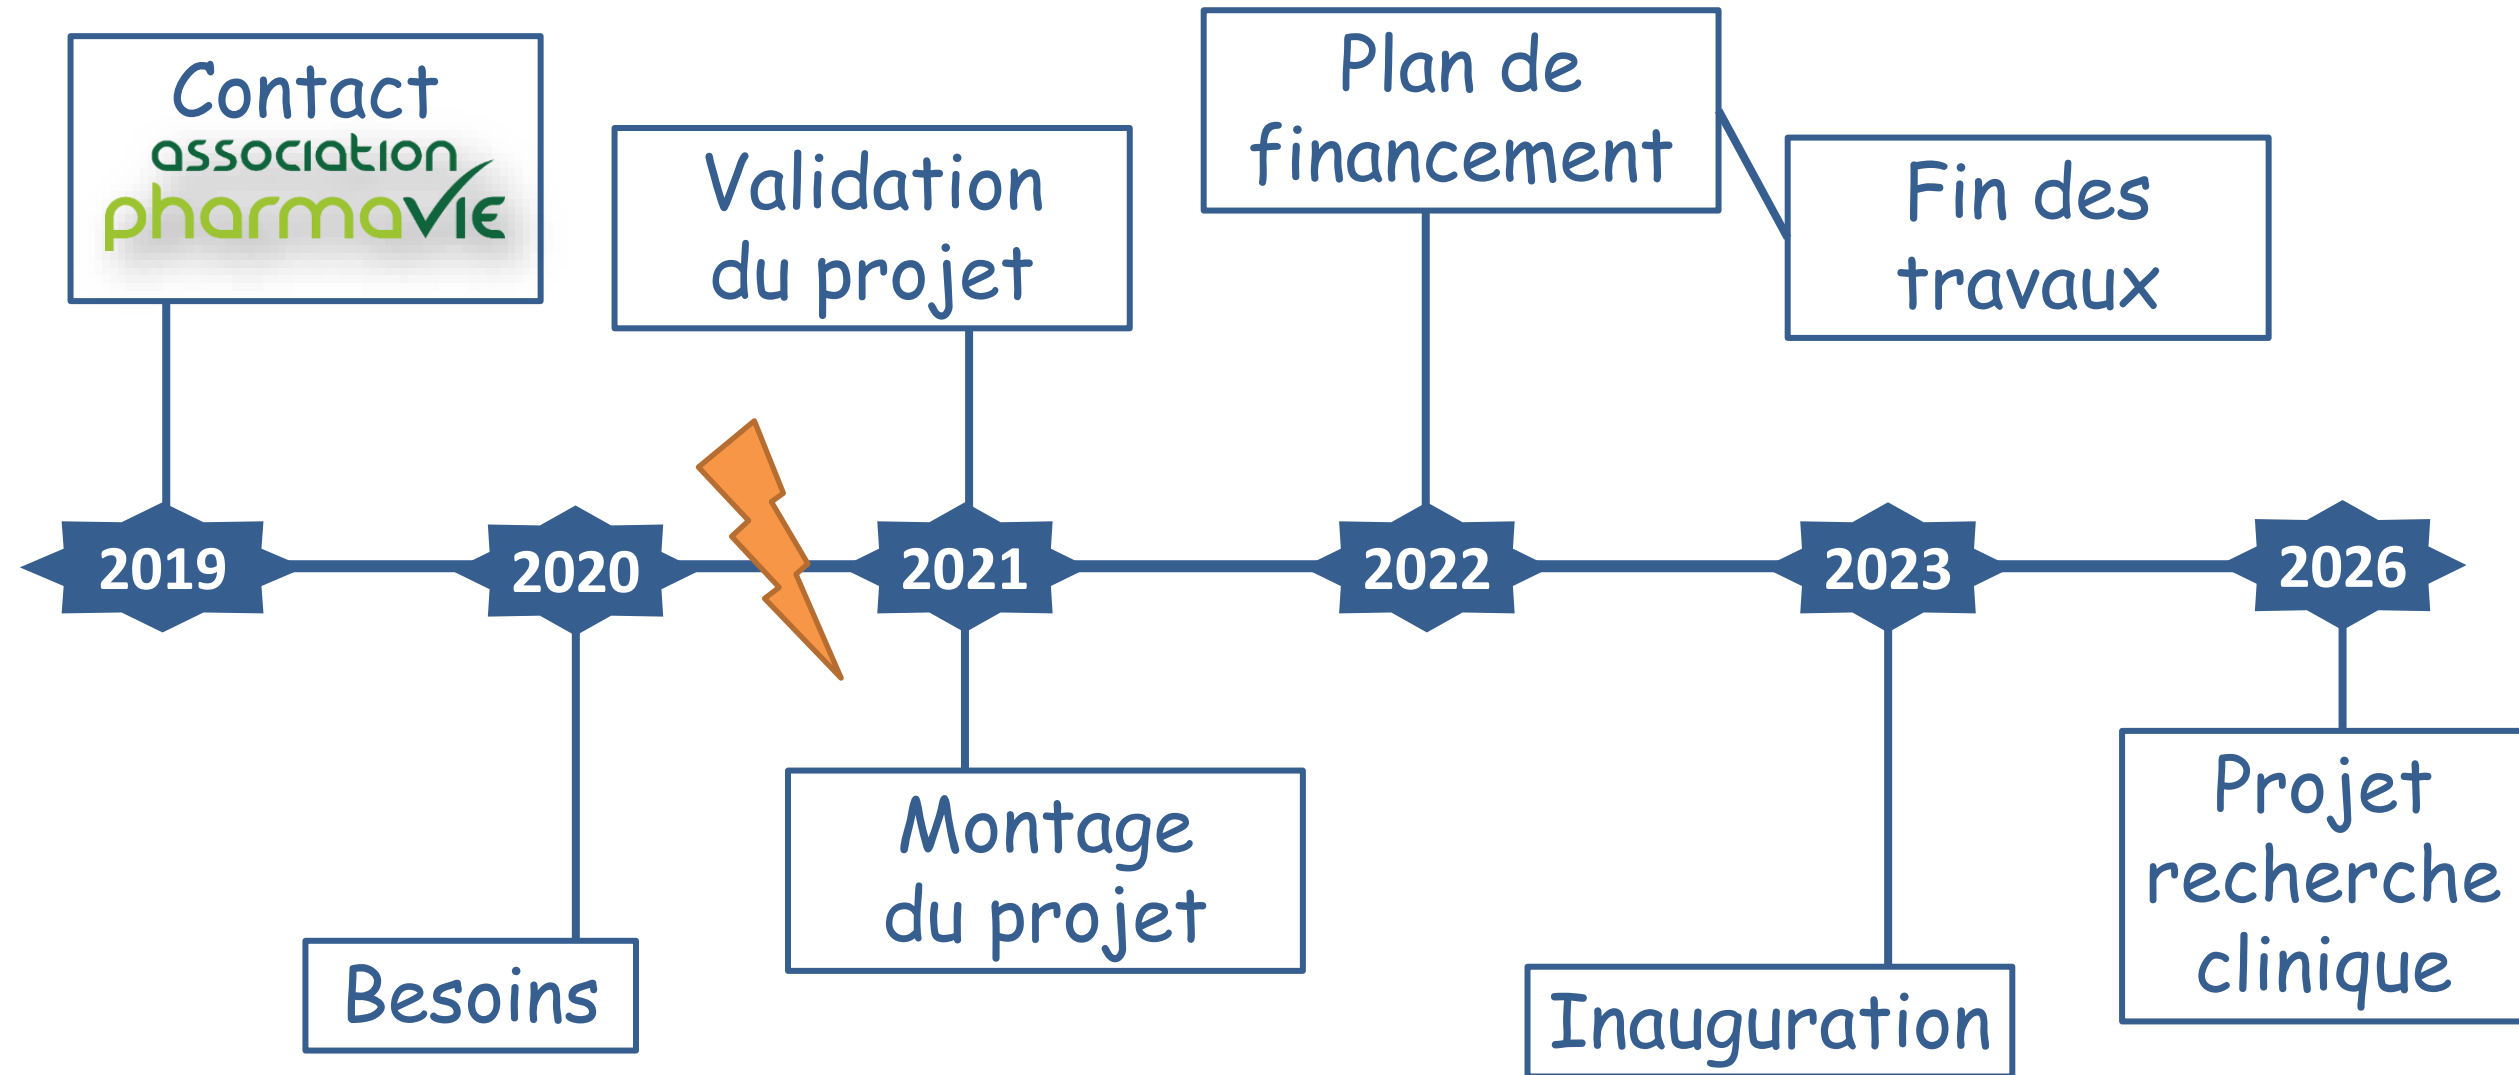 Contact
association
pharmavie
Validation
du projet
Plan de
financement
Fin des
travaux
2019
2020
2021
2022
2023
2026
Besoins
Montage
du projet
Inauguration
Projet
recherche
clinique